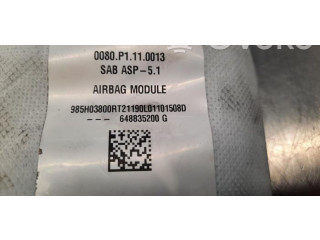 0080.P1.11.0013
SAB ASP-5.1
AIRBAG MODULE
985H03800RT21190L01101508D
--- 648835200 G